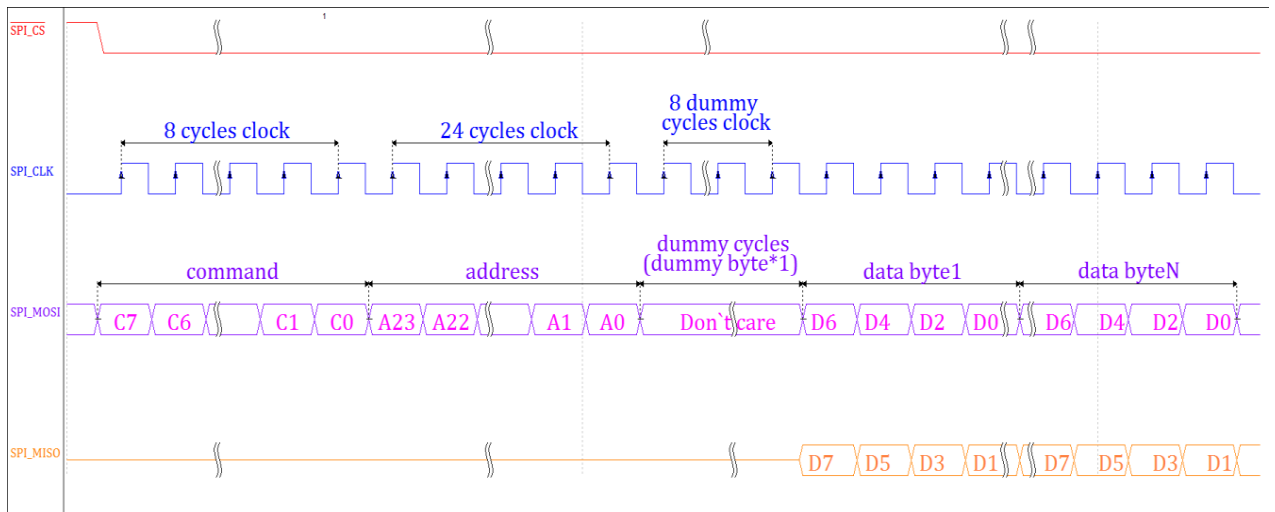 1
SPI_CS
8 cycles clock
24 cycles clock
8 dummy
cycles clock
SPI_CLK
command
address
dummy cycles
(dummy byte*1)
data byte1
data byteN
SPI_MOSI
C7 C6 C1 C0 A23 A22 A1 A0 Don`t care D6 D4 D2 D0 D6 D4 D2 D0
SPI_MISO
D7 D5 D3 D1 D7 D5 D3 D1